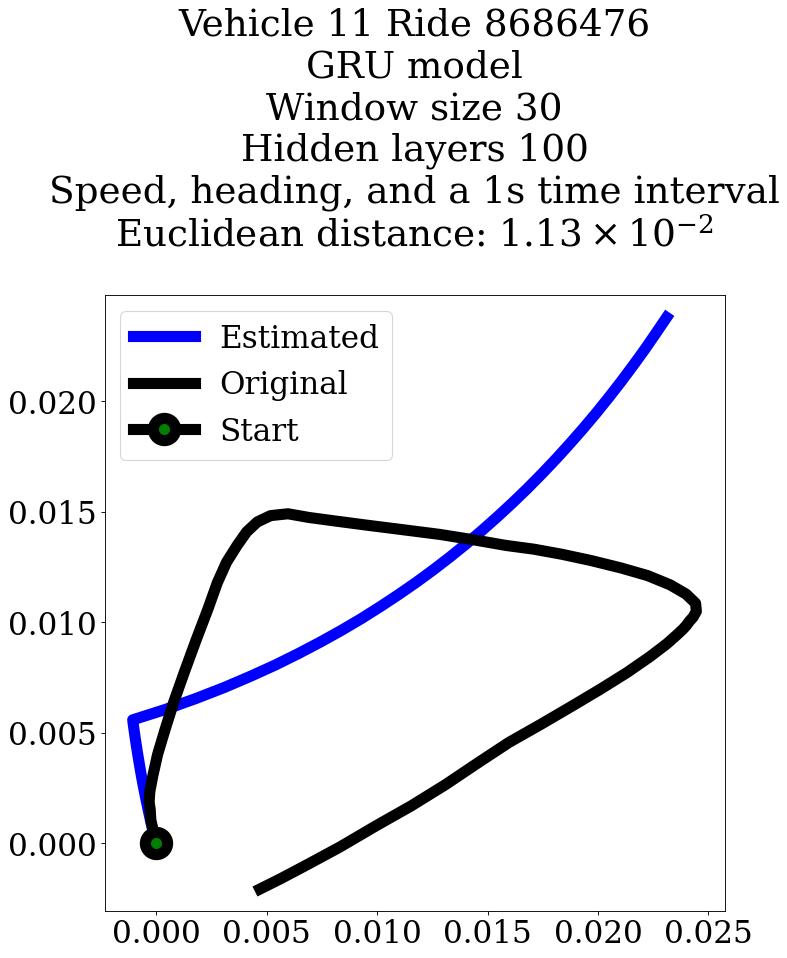 Vehicle 11 Ride 8686476
GRU model
Window size 30
Hidden layers 100
Speed, heading, and a 1s time interval
Euclidean distance: 1.13 × 10⁻²
Estimated
Original
Start
0.020
0.015
0.010
0.005
0.000
0.000 0.005 0.010 0.015 0.020 0.025